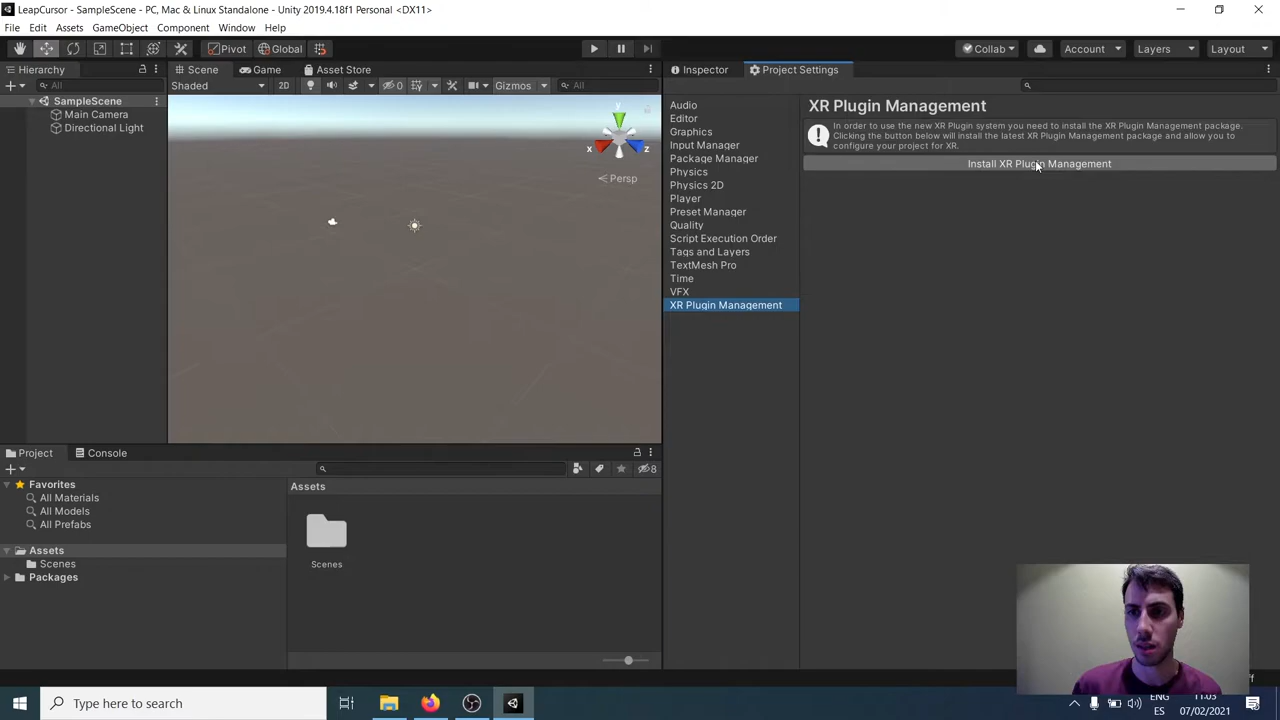 LeapCursor - SampleScene - PC, Mac & Linux Standalone - Unity 2019.4.18f1 Personal <DX11>
File Edit Assets GameObject Component Window Help
Pivot Global Collab Account Layers Layout
Hierarchy Scene Game Asset Store Inspector Project Settings
All Shaded 2D 0 Gizmos All
SampleScene
Main Camera
Directional Light
y
x
z
Persp
Audio
Editor
Graphics
Input Manager
Package Manager
Physics
Physics 2D
Player
Preset Manager
Quality
Script Execution Order
Tags and Layers
TextMesh Pro
Time
VFX
XR Plugin Management
XR Plugin Management
In order to use the new XR Plugin system you need to install the XR Plugin Management package.
Clicking the button below will install the latest XR Plugin Management package and allow you to
configure your project for XR.
Install XR Plugin Management
Project Console
8
Favorites
All Materials
All Models
All Prefabs
Assets
Scenes
Packages
Assets
Scenes
Type here to search
ENG
ES
11:03
07/02/2021